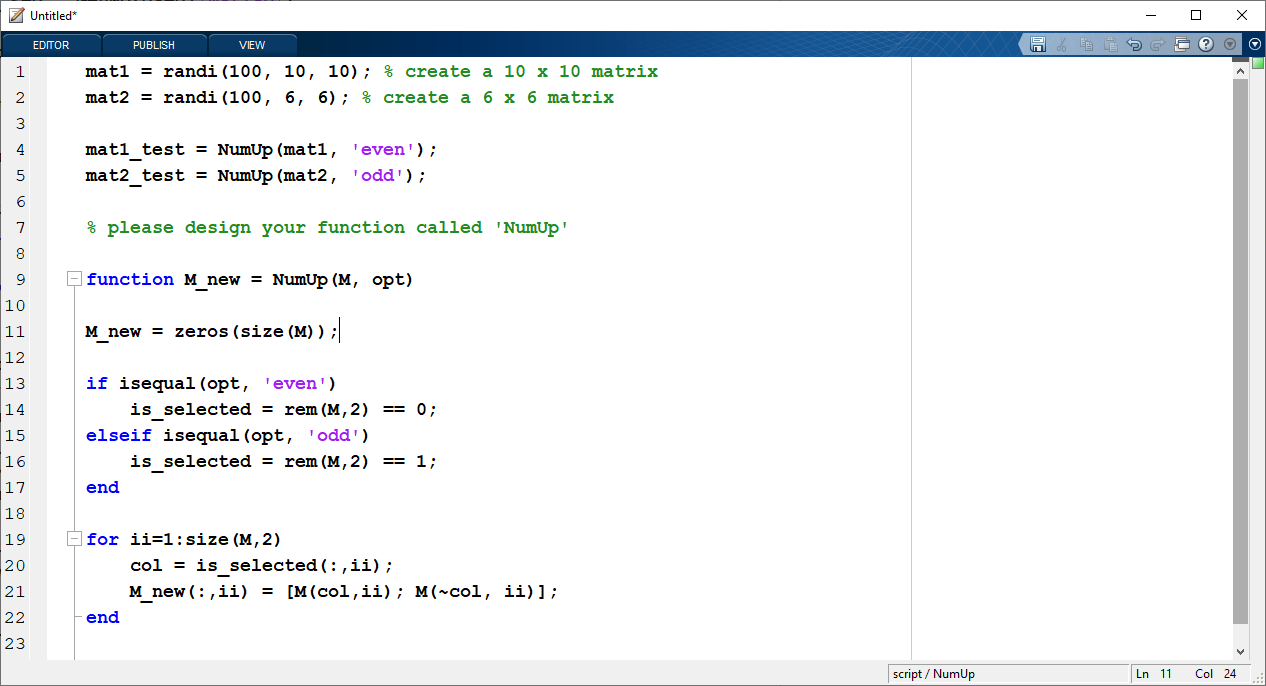 Untitled*
EDITOR PUBLISH VIEW
1 mat1 = randi(100, 10, 10); % create a 10 x 10 matrix
2 mat2 = randi(100, 6, 6); % create a 6 x 6 matrix
3
4 mat1_test = NumUp(mat1, 'even');
5 mat2_test = NumUp(mat2, 'odd');
6
7 % please design your function called 'NumUp'
8
9 function M_new = NumUp(M, opt)
10
11 M_new = zeros(size(M));
12
13 if isequal(opt, 'even')
14     is_selected = rem(M,2) == 0;
15 elseif isequal(opt, 'odd')
16     is_selected = rem(M,2) == 1;
17 end
18
19 for ii=1:size(M,2)
20     col = is_selected(:,ii);
21     M_new(:,ii) = [M(col,ii); M(~col, ii)];
22 end
23
script / NumUp Ln 11 Col 24